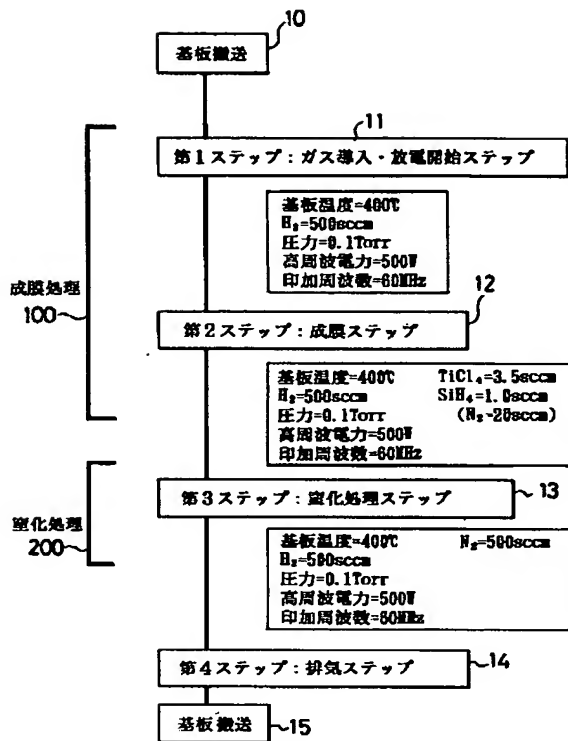 10
基板搬送
11
第1ステップ：ガス導入・放電開始ステップ
基板温度=400℃
H₂=500sccm
圧力=0.1Torr
高周波電力=500W
印加周波数=60MHz
成膜処理
100
12
第2ステップ：成膜ステップ
基板温度=400℃ TiCl₄=3.5sccm
H₂=500sccm SiH₄=1.0sccm
圧力=0.1Torr (N₂=20sccm)
高周波電力=500W
印加周波数=60MHz
窒化処理
200
13
第3ステップ：窒化処理ステップ
基板温度=400℃ N₂=500sccm
H₂=500sccm
圧力=0.1Torr
高周波電力=500W
印加周波数=60MHz
第4ステップ：排気ステップ
14
基板搬送
15